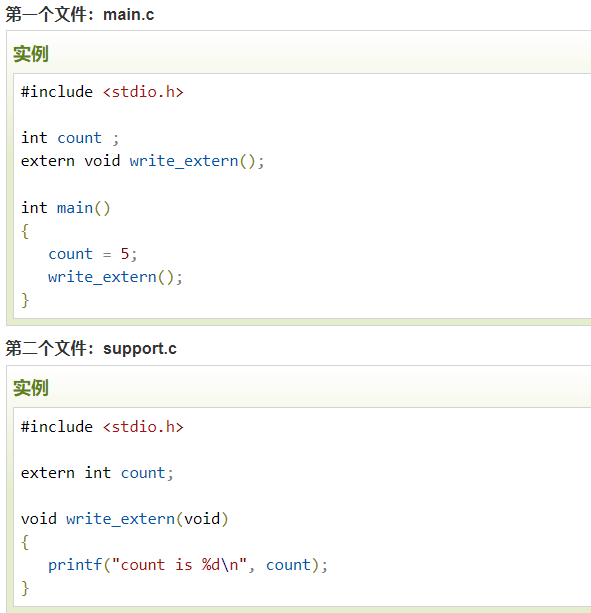 第一个文件：main.c
实例
#include <stdio.h>
int count ;
extern void write_extern();
int main()
{
   count = 5;
   write_extern();
}
第二个文件：support.c
实例
#include <stdio.h>
extern int count;
void write_extern(void)
{
   printf("count is %d\n", count);
}